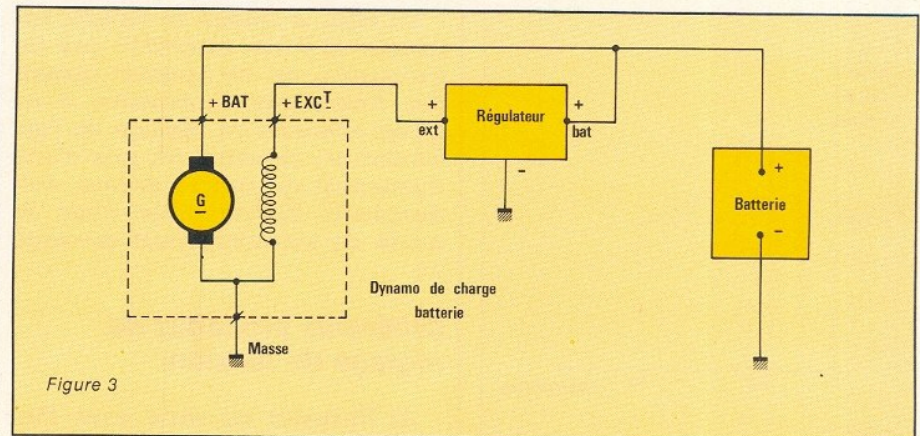 + BAT
+ EXCT
+
ext
Régulateur
+
bat
-
G
+
Batterie
-
Dynamo de charge
batterie
Masse
Figure 3